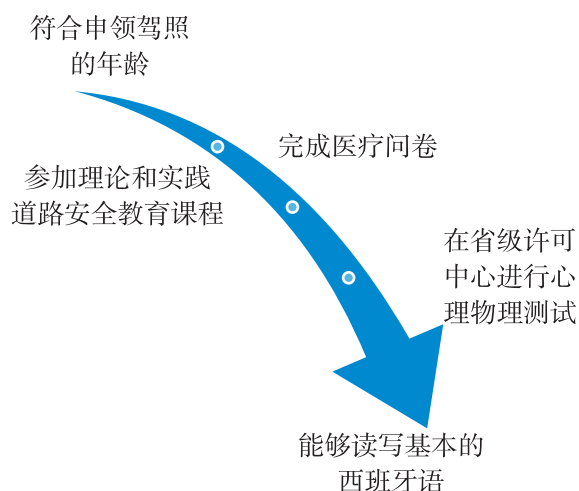 符合申领驾照
的年龄
参加理论和实践
道路安全教育课程
完成医疗问卷
在省级许可
中心进行心
理物理测试
能够读写基本的
西班牙语